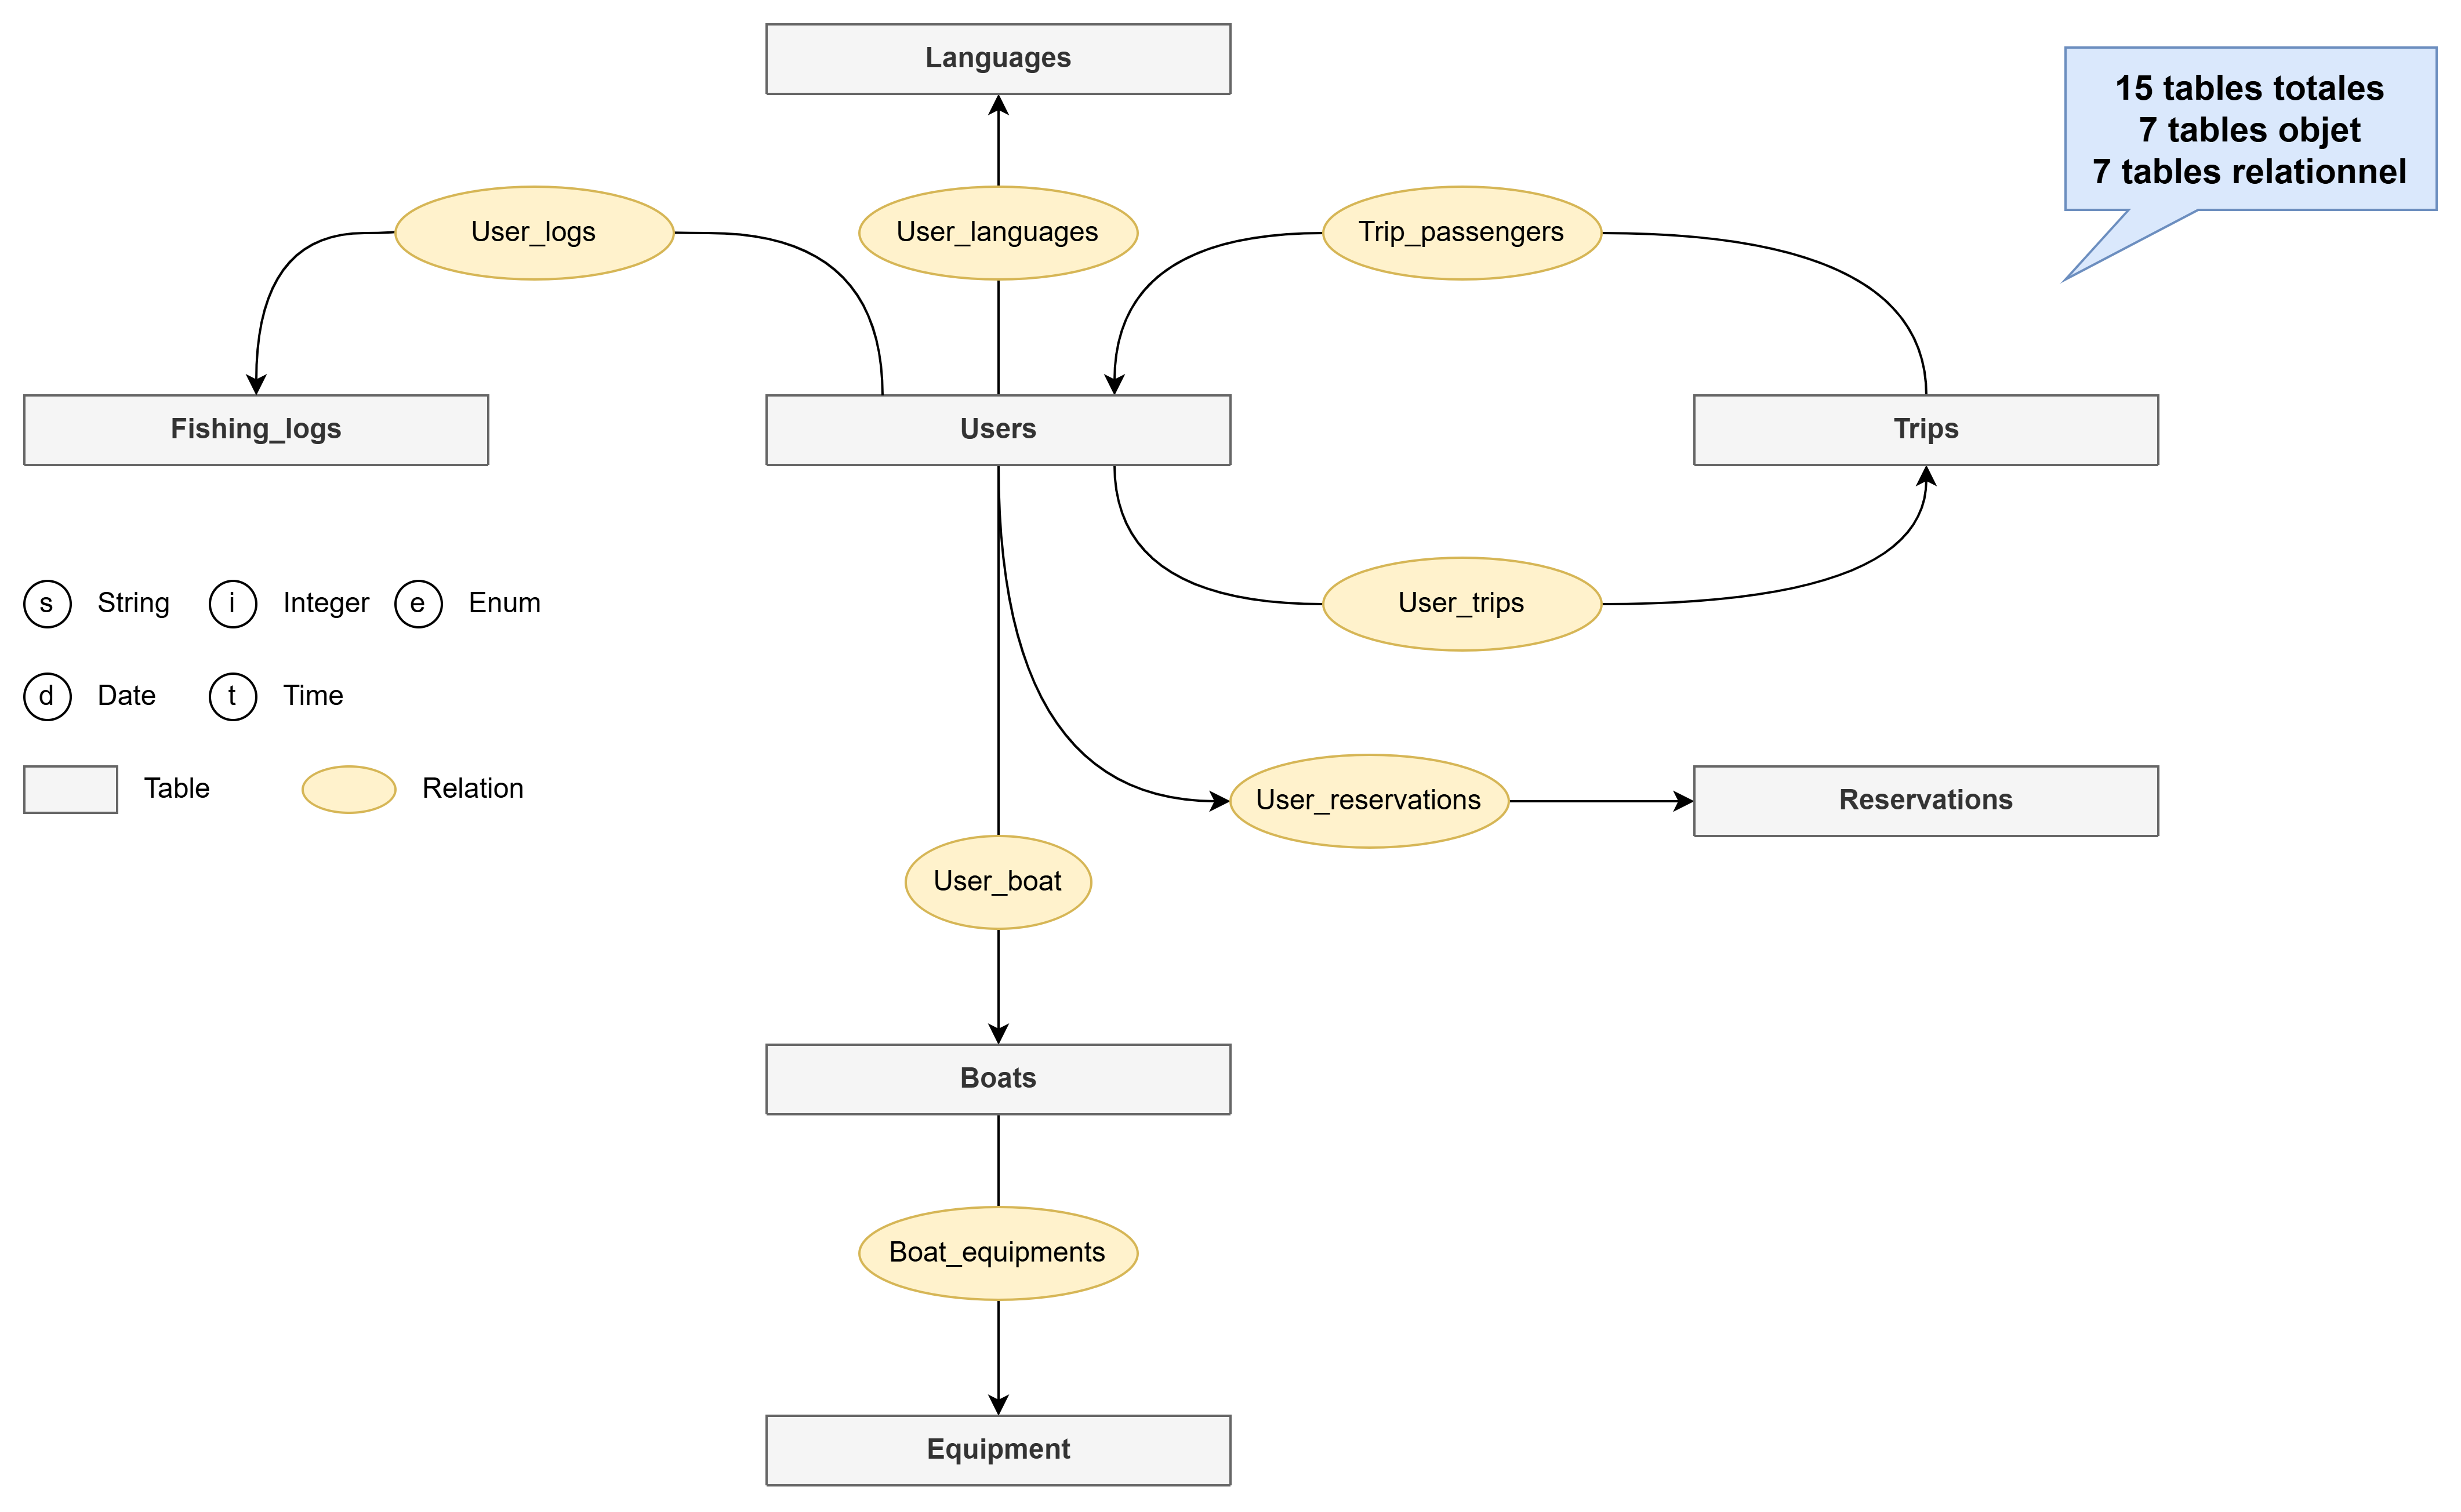 Languages
15 tables totales
7 tables objet
7 tables relationnel
User_logs
User_languages
Trip_passengers
Fishing_logs
Users
Trips
s String i Integer e Enum
User_trips
d Date t Time
Table Relation
User_reservations
Reservations
User_boat
Boats
Boat_equipments
Equipment